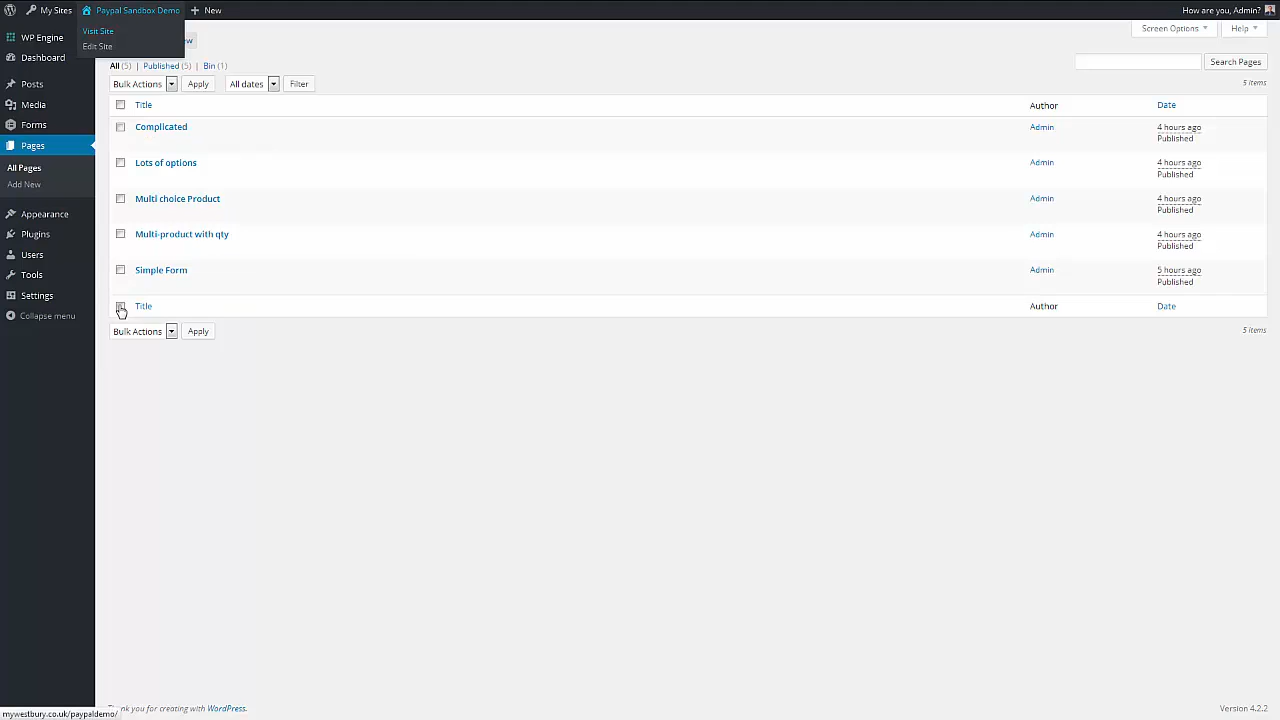 My Sites Paypal Sandbox Demo New How are you, Admin?
Visit Site
Edit Site
Screen Options Help
WP Engine
Dashboard
Posts
Media
Forms
Pages
All Pages
Add New
Appearance
Plugins
Users
Tools
Settings
Collapse menu
All (5) | Published (5) | Bin (1)
Search Pages
Bulk Actions Apply All dates Filter 5 items
Title Author Date
Complicated Admin 4 hours ago
Published
Lots of options Admin 4 hours ago
Published
Multi choice Product Admin 4 hours ago
Published
Multi-product with qty Admin 4 hours ago
Published
Simple Form Admin 5 hours ago
Published
Title Author Date
Bulk Actions Apply 5 items
you for creating with WordPress. Version 4.2.2
mywestbury.co.uk/paypaldemo/